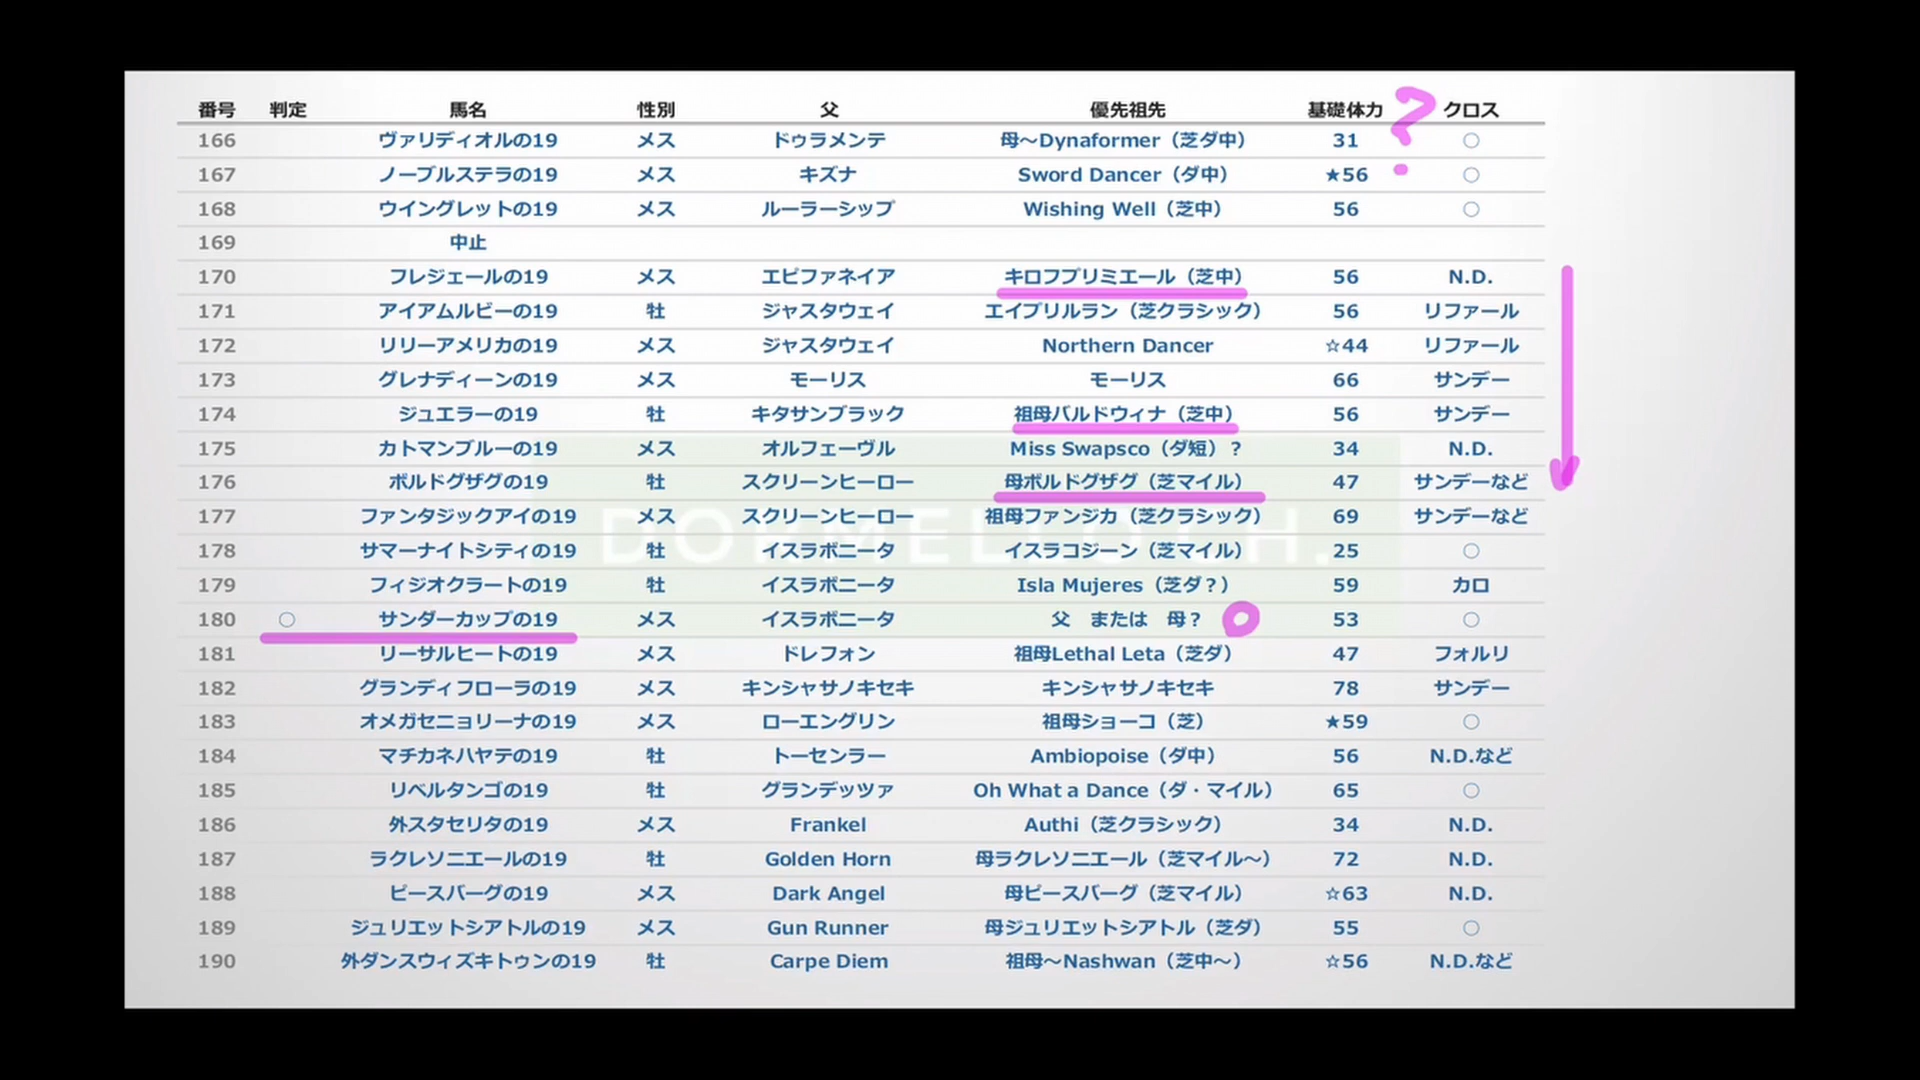 番号 判定 馬名 性別 父 優先祖先 基礎体力 ? クロス
166 ヴァリディオルの19 メス ドゥラメンテ 母～Dynaformer（芝ダ中） 31 ○
167 ノーブルステラの19 メス キズナ Sword Dancer（ダ中） ★56 ○
168 ウイングレットの19 メス ルーラーシップ Wishing Well（芝中） 56 ○
169 中止
170 フレジェールの19 メス エピファネイア キロフプリミエール（芝中） 56 N.D.
171 アイアムルビーの19 牡 ジャスタウェイ エイプリルラン（芝クラシック） 56 リファール
172 リリーアメリカの19 メス ジャスタウェイ Northern Dancer ☆44 リファール
173 グレナディーンの19 メス モーリス モーリス 66 サンデー
174 ジュエラーの19 牡 キタサンブラック 祖母バルドウィナ（芝中） 56 サンデー
175 カトマンブルーの19 メス オルフェーヴル Miss Swapsco（ダ短）？ 34 N.D.
176 ボルドグザグの19 牡 スクリーンヒーロー 母ボルドグザグ（芝マイル） 47 サンデーなど
177 ファンタジックアイの19 メス スクリーンヒーロー 祖母ファンジカ（芝クラシック） 69 サンデーなど
178 サマーナイトシティの19 牡 イスラボニータ イスラコジーン（芝マイル） 25 ○
179 フィジオクラートの19 牡 イスラボニータ Isla Mujeres（芝ダ？） 59 カロ
180 ○ サンダーカップの19 メス イスラボニータ 父 または 母？ 53 ○
181 リーサルヒートの19 メス ドレフォン 祖母Lethal Leta（芝ダ） 47 フォルリ
182 グランディフローラの19 メス キンシャサノキセキ キンシャサノキセキ 78 サンデー
183 オメガセニョリーナの19 メス ローエングリン 祖母ショーコ（芝） ★59 ○
184 マチカネハヤテの19 牡 トーセンラー Ambiopoise（ダ中） 56 N.D.など
185 リベルタンゴの19 牡 グランデッツァ Oh What a Dance（ダ・マイル） 65 ○
186 外スタセリタの19 メス Frankel Authi（芝クラシック） 34 N.D.
187 ラクレソニエールの19 牡 Golden Horn 母ラクレソニエール（芝マイル～） 72 N.D.
188 ピースバーグの19 メス Dark Angel 母ピースバーグ（芝マイル） ☆63 N.D.
189 ジュリエットシアトルの19 メス Gun Runner 母ジュリエットシアトル（芝ダ） 55 ○
190 外ダンスウィズキトゥンの19 牡 Carpe Diem 祖母～Nashwan（芝中～） ☆56 N.D.など